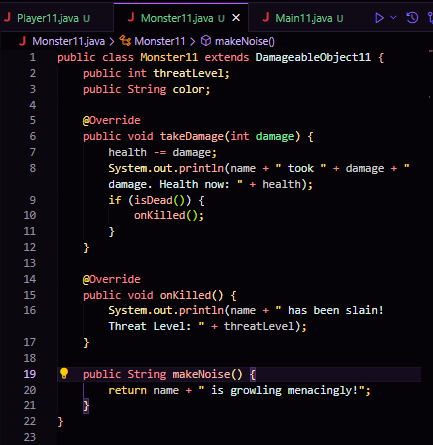 J Player11.java U
J Monster11.java U ×
J Main11.java U
J Monster11.java > Monster11 > makeNoise()
1 public class Monster11 extends DamageableObject11 {
2 public int threatLevel;
3 public String color;
4
5 @Override
6 public void takeDamage(int damage) {
7 health -= damage;
8 System.out.println(name + " took " + damage + "
damage. Health now: " + health);
9 if (isDead()) {
10 onKilled();
11 }
12 }
13
14 @Override
15 public void onKilled() {
16 System.out.println(name + " has been slain!
Threat Level: " + threatLevel);
17 }
18
19 public String makeNoise() {
20 return name + " is growling menacingly!";
21 }
22 }
23